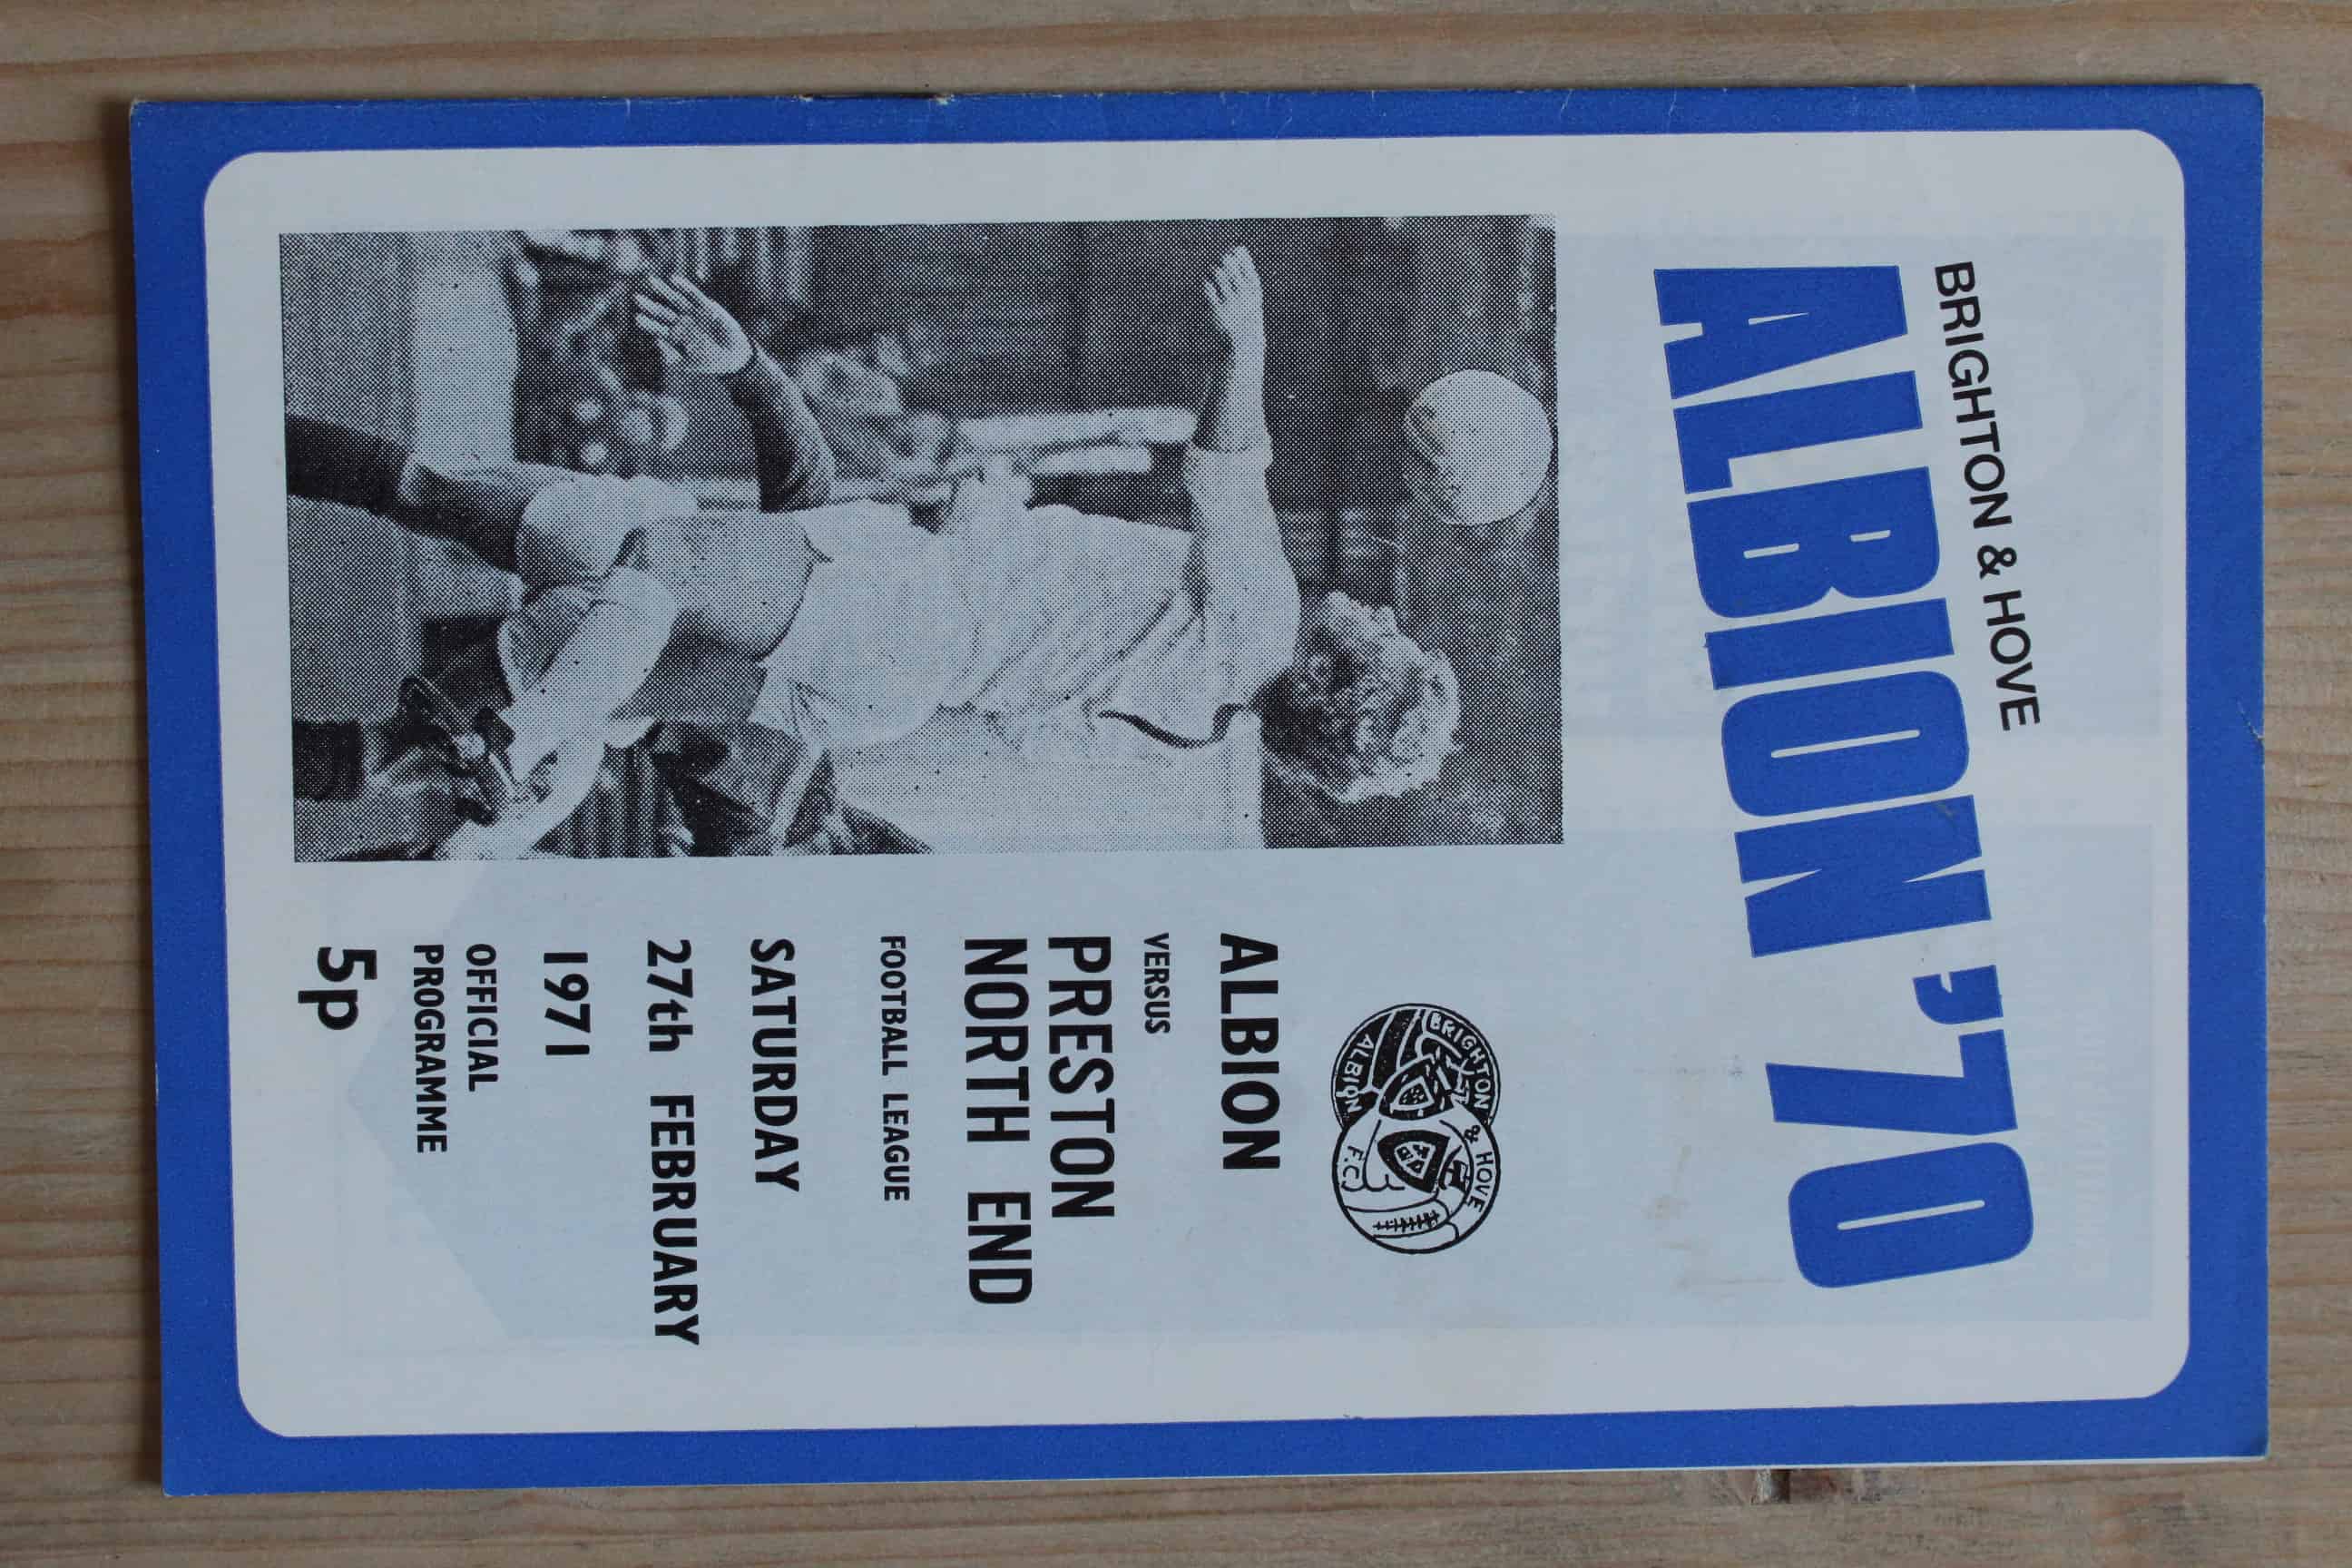 BRIGHTON & HOVE
ALBION '70
BRIGHTON & HOVE
ALBION F.C.
ALBION
VERSUS
PRESTON
NORTH END
FOOTBALL LEAGUE
SATURDAY
27th FEBRUARY
1971
OFFICIAL
PROGRAMME
5p